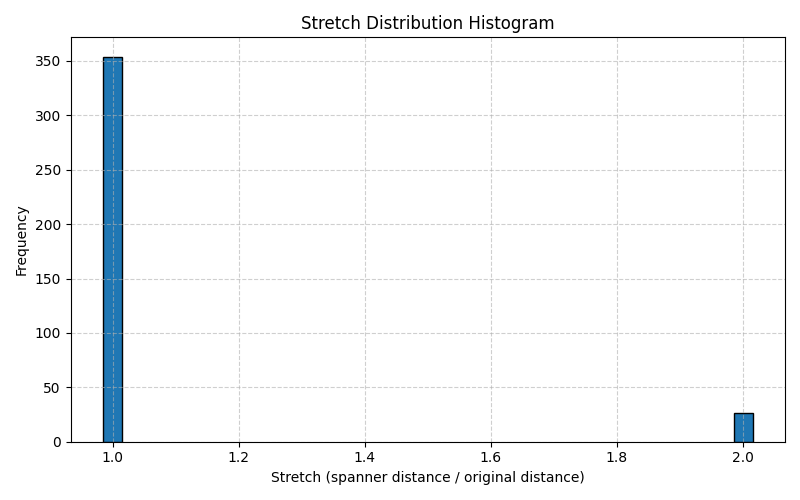 Stretch Distribution Histogram
Frequency
350
300
250
200
150
100
50
0
1.0 1.2 1.4 1.6 1.8 2.0
Stretch (spanner distance / original distance)